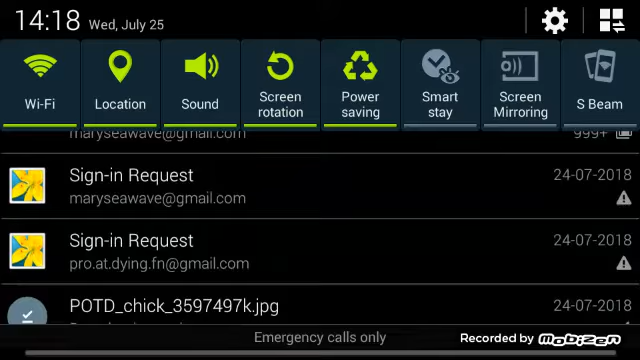 14:18 Wed, July 25
Wi-Fi
Location
Sound
Screen
rotation
Power
saving
Smart
stay
Screen
Mirroring
S Beam
maryseawave@gmail.com 999+
Sign-in Request 24-07-2018
maryseawave@gmail.com
Sign-in Request 24-07-2018
pro.at.dying.fn@gmail.com
POTD_chick_3597497k.jpg 24-07-2018
Emergency calls only
Recorded by Mobizen